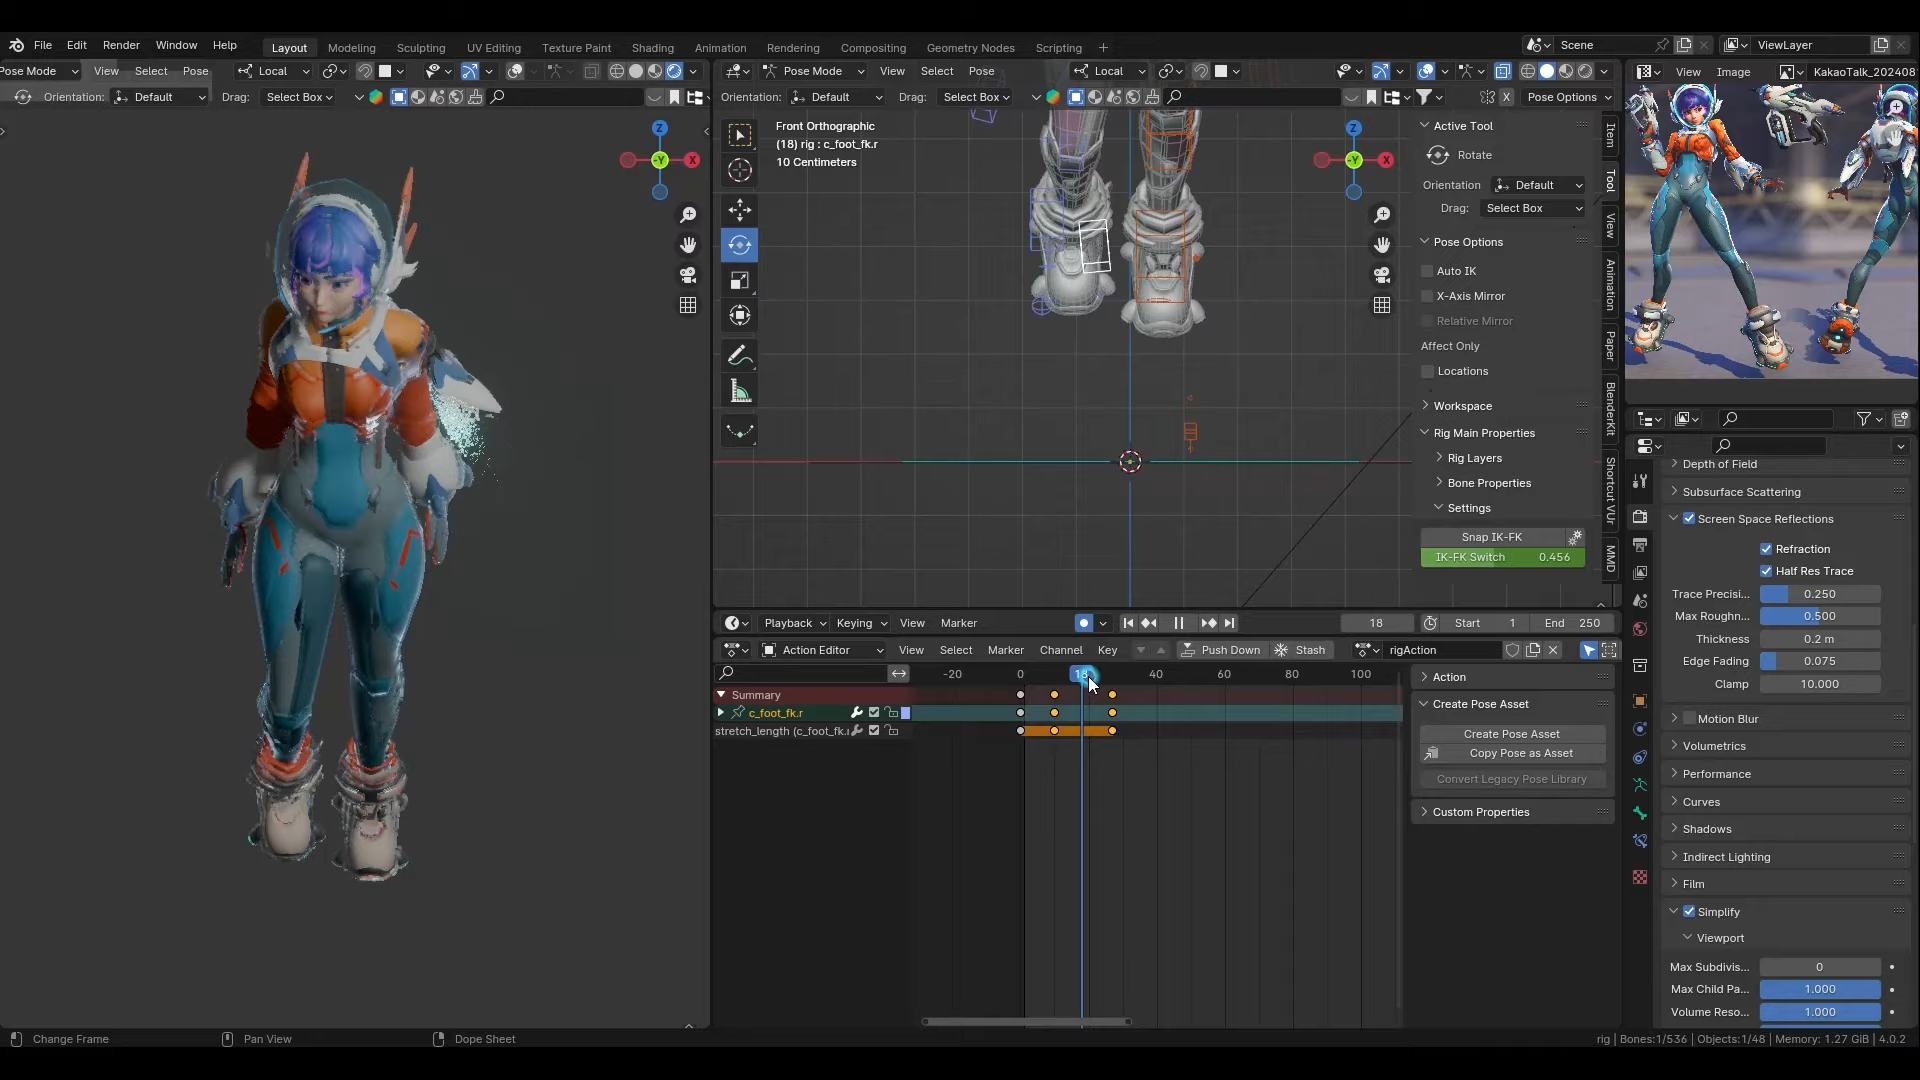 File Edit Render Window Help Layout Modeling Sculpting UV Editing Texture Paint Shading Animation Rendering Compositing Geometry Nodes Scripting + Scene ViewLayer
Pose Mode View Select Pose Local
Pose Mode View Select Pose Local
View Image KakaoTalk_202408
Orientation: Default Drag: Select Box
Orientation: Default Drag: Select Box X Pose Options
Front Orthographic
(18) rig : c_foot_fk.r
10 Centimeters
Z
-Y
X
Z
-Y
X
Active Tool
Rotate
Orientation Default
Drag: Select Box
Pose Options
Auto IK
X-Axis Mirror
Relative Mirror
Affect Only
Locations
Workspace
Rig Main Properties
Rig Layers
Bone Properties
Settings
Snap IK-FK
IK-FK Switch 0.456
Item
Tool
View
Animation
Paper
BlenderKit
Shortcut VUr
MMD
Playback Keying View Marker 18 Start 1 End 250
Action Editor View Select Marker Channel Key Push Down Stash rigAction
-20 0 18 40 60 80 100
Summary
c_foot_fk.r
stretch_length (c_foot_fk.r
Action
Create Pose Asset
Create Pose Asset
Copy Pose as Asset
Convert Legacy Pose Library
Custom Properties
Depth of Field
Subsurface Scattering
Screen Space Reflections
Refraction
Half Res Trace
Trace Precisi... 0.250
Max Roughn... 0.500
Thickness 0.2 m
Edge Fading 0.075
Clamp 10.000
Motion Blur
Volumetrics
Performance
Curves
Shadows
Indirect Lighting
Film
Simplify
Viewport
Max Subdivis... 0
Max Child Pa... 1.000
Volume Reso... 1.000
Change Frame Pan View Dope Sheet rig | Bones:1/536 | Objects:1/48 | Memory: 1.27 GiB | 4.0.2